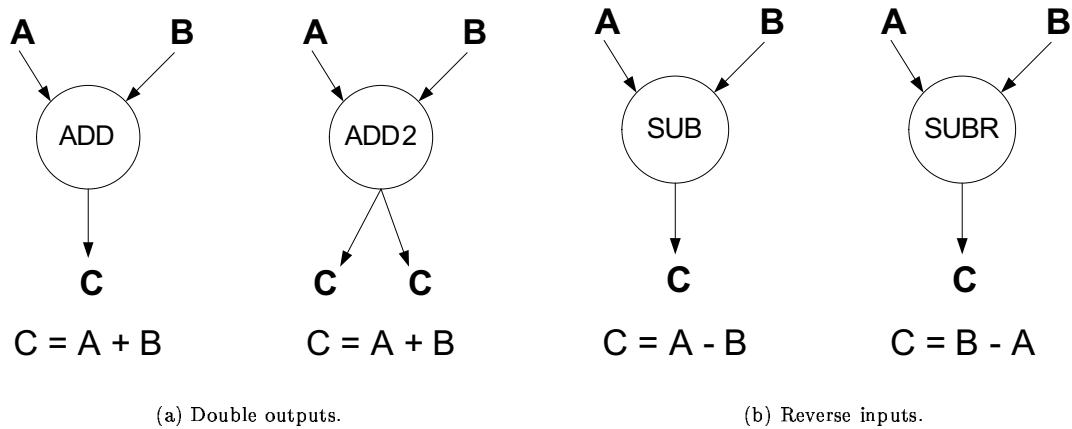 A B A B A B A B
ADD ADD2 SUB SUBR
C C C C C
C = A + B C = A + B C = A - B C = B - A
(a) Double outputs. (b) Reverse inputs.